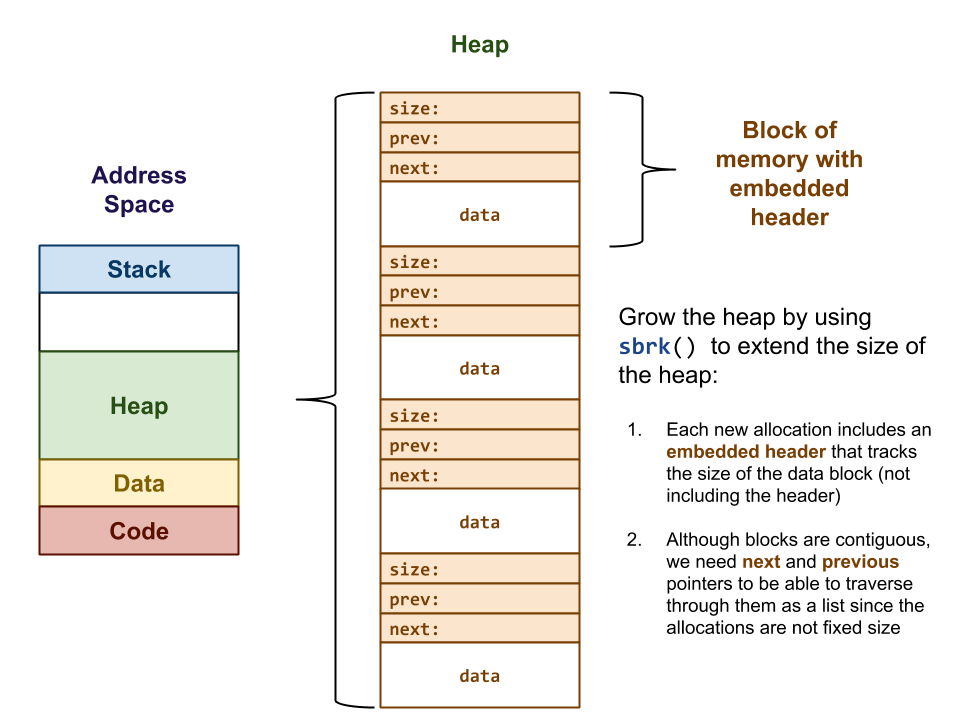 Heap
Address
Space
Stack
Heap
Data
Code
size:
prev:
next:
data
size:
prev:
next:
data
size:
prev:
next:
data
size:
prev:
next:
data
Block of
memory with
embedded
header
Grow the heap by using
sbrk() to extend the size of
the heap:
1. Each new allocation includes an
embedded header that tracks
the size of the data block (not
including the header)
2. Although blocks are contiguous,
we need next and previous
pointers to be able to traverse
through them as a list since the
allocations are not fixed size